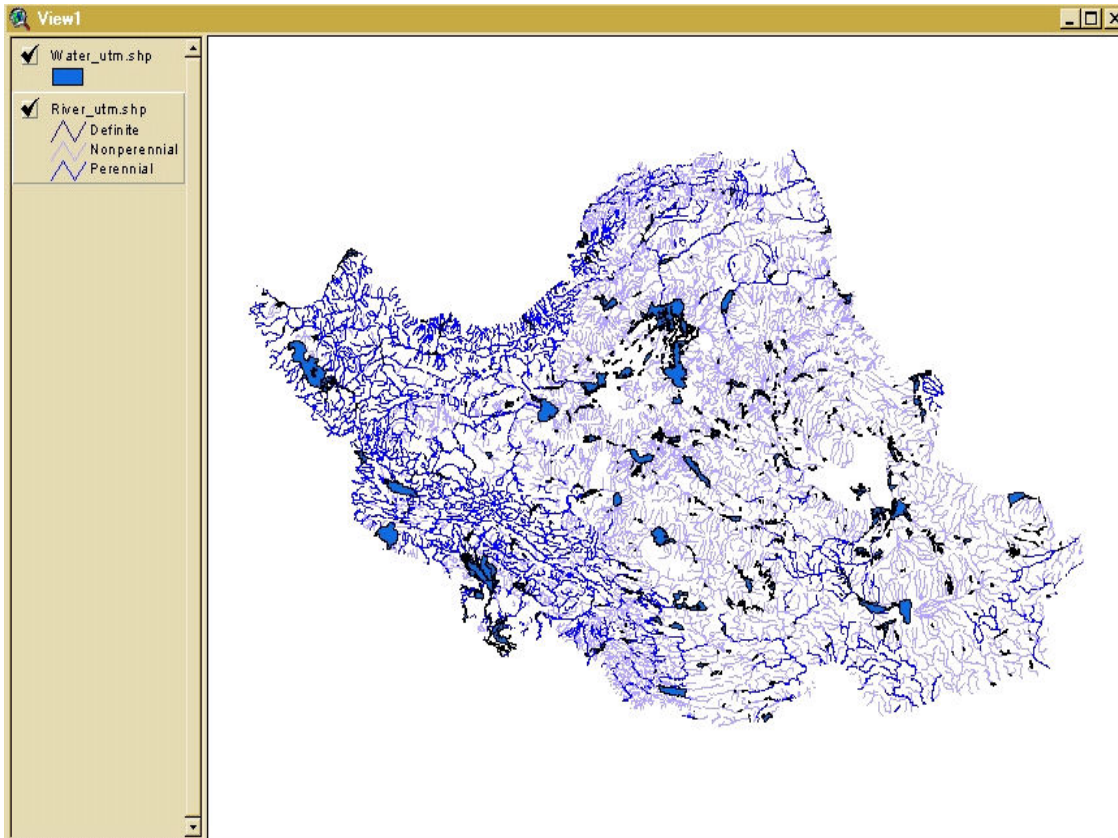 View1
Water_utm.shp
River_utm.shp
Definite
Nonperennial
Perennial